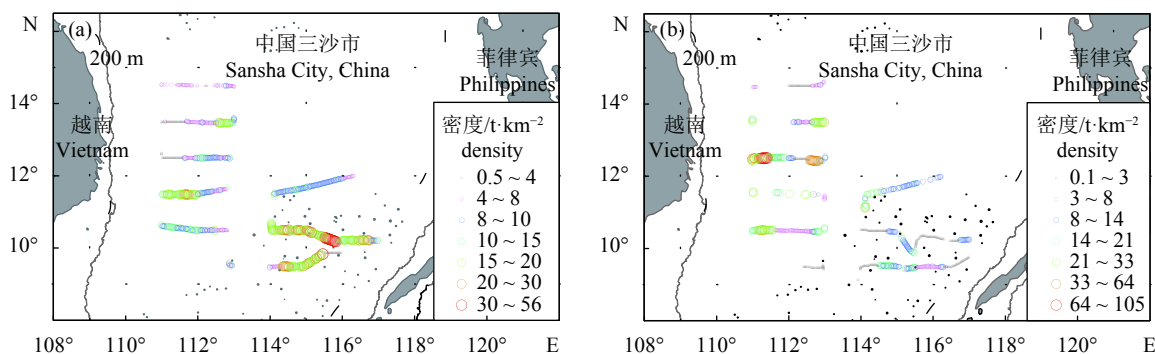 N
(a)
200 m
中国三沙市
Sansha City, China
菲律宾
Philippines
14°
越南
Vietnam
12°
10°
密度/t·km⁻²
density
0.5 ~ 4
4 ~ 8
8 ~ 10
10 ~ 15
15 ~ 20
20 ~ 30
30 ~ 56
108° 110° 112° 114° 116° 118° 120° E
N
(b)
200 m
中国三沙市
Sansha City, China
菲律宾
Philippines
14°
越南
Vietnam
12°
10°
密度/t·km⁻²
density
0.1 ~ 3
3 ~ 8
8 ~ 14
14 ~ 21
21 ~ 33
33 ~ 64
64 ~ 105
108° 110° 112° 114° 116° 118° 120° E